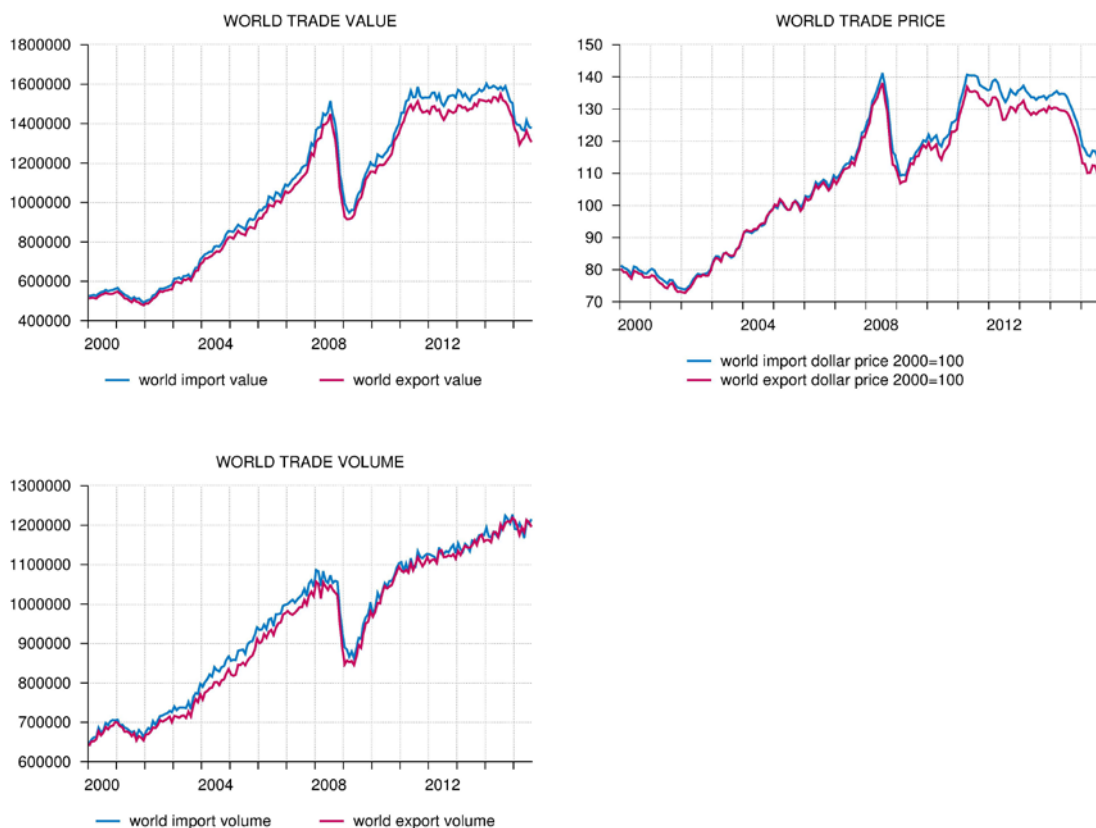 WORLD TRADE VALUE
1800000
1600000
1400000
1200000
1000000
800000
600000
400000
2000 2004 2008 2012
world import value world export value
WORLD TRADE PRICE
150
140
130
120
110
100
90
80
70
2000 2004 2008 2012
world import dollar price 2000=100
world export dollar price 2000=100
WORLD TRADE VOLUME
1300000
1200000
1100000
1000000
900000
800000
700000
600000
2000 2004 2008 2012
world import volume world export volume